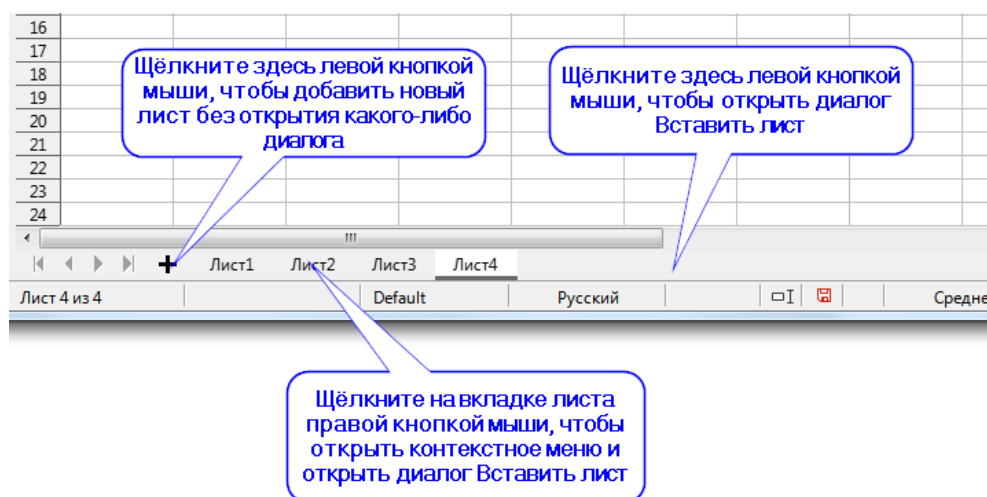 16
17
18
19
20
21
22
23
24
Щёлкните здесь левой кнопкой
мыши, чтобы добавить новый
лист без открытия какого-либо
диалога
Щёлкните здесь левой кнопкой
мыши, чтобы открыть диалог
Вставить лист
Лист1 Лист2 Лист3 Лист4
Лист 4 из 4 Default Русский Средне
Щёлкните на вкладке листа
правой кнопкой мыши, чтобы
открыть контекстное меню и
открыть диалог Вставить лист